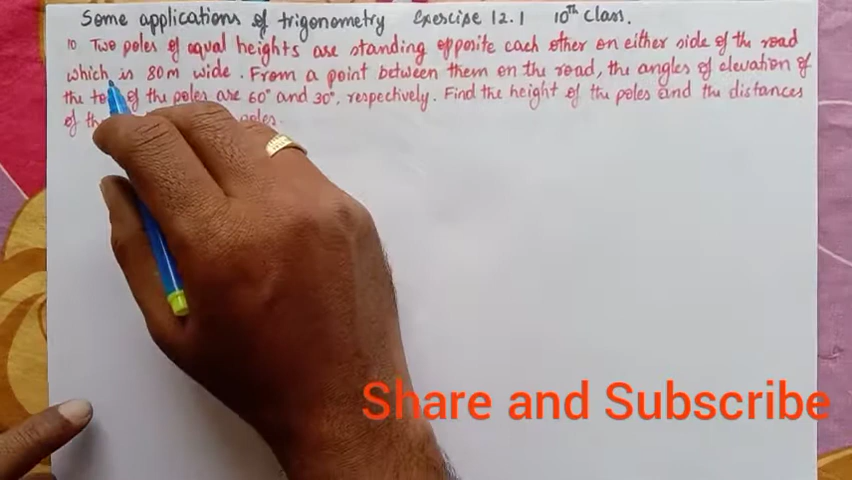 Some applications of trigonometry Exercise 12.1 10th Class.
10 Two poles of equal heights are standing opposite each other on either side of the road
which is 80m wide. From a point between them on the road, the angles of elevation of
the of the poles are 60° and 30°, respectively. Find the height of the poles and the distances
of poles.
Share and Subscribe